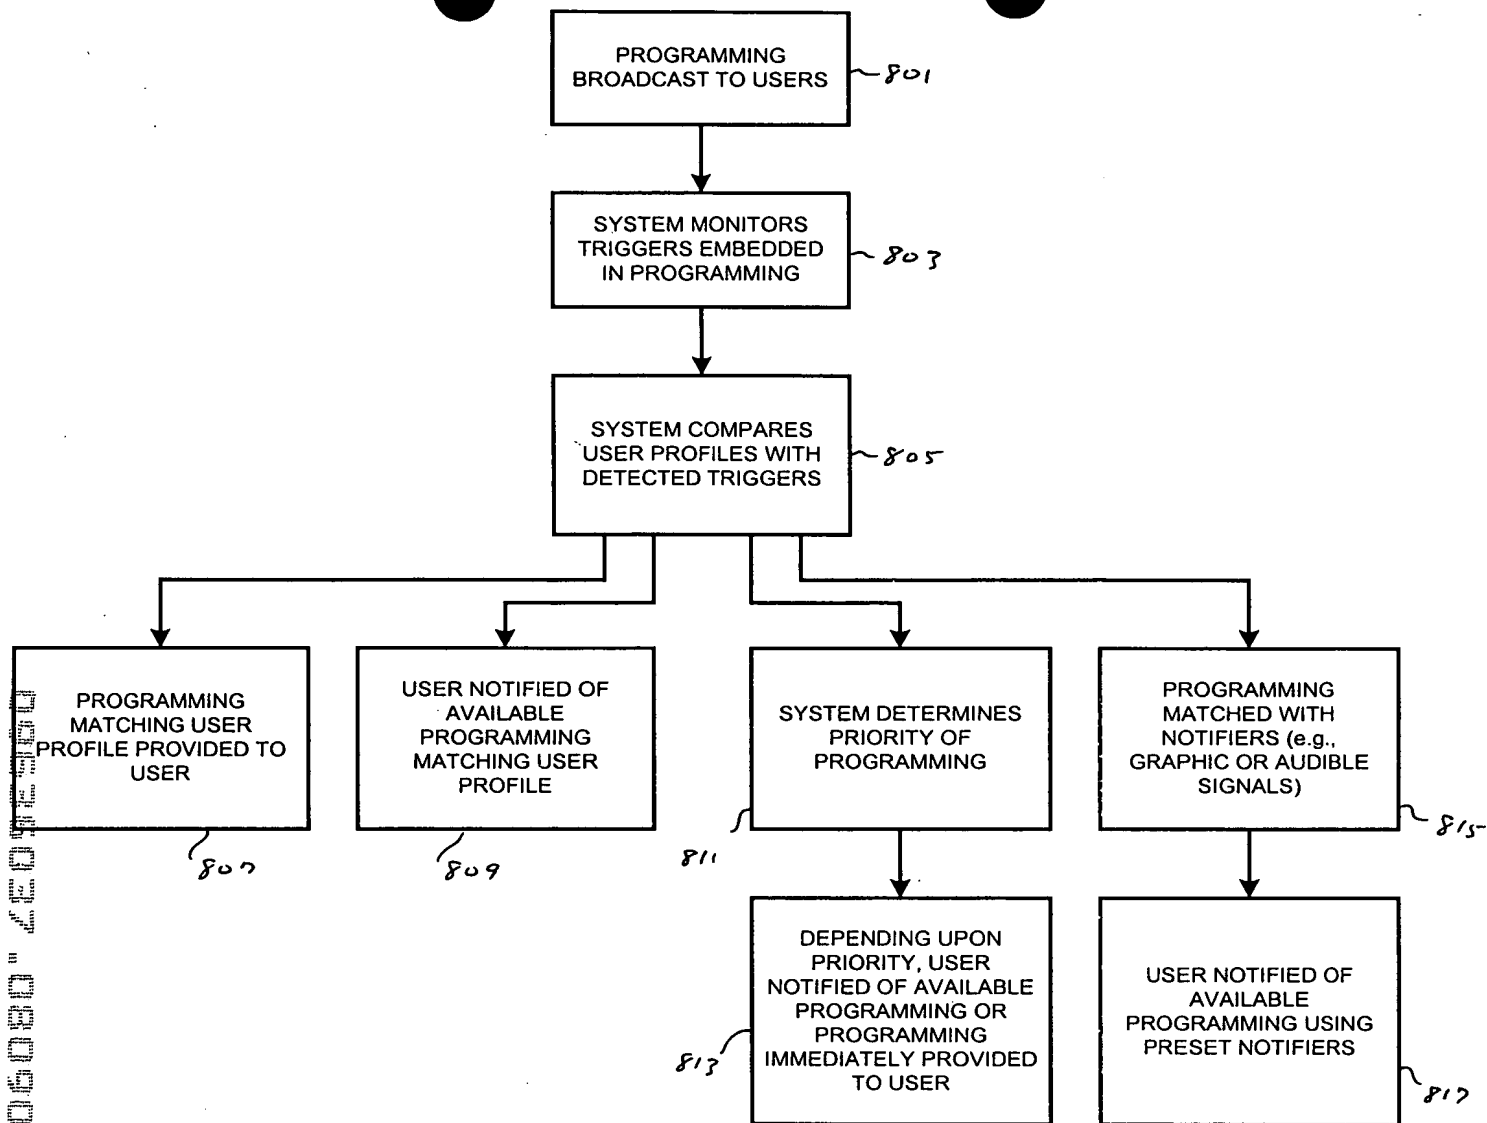 PROGRAMMING
BROADCAST TO USERS
801
SYSTEM MONITORS
TRIGGERS EMBEDDED
IN PROGRAMMING
803
SYSTEM COMPARES
USER PROFILES WITH
DETECTED TRIGGERS
805
PROGRAMMING
MATCHING USER
PROFILE PROVIDED TO
USER
807
USER NOTIFIED OF
AVAILABLE
PROGRAMMING
MATCHING USER
PROFILE
809
SYSTEM DETERMINES
PRIORITY OF
PROGRAMMING
811
PROGRAMMING
MATCHED WITH
NOTIFIERS (e.g.,
GRAPHIC OR AUDIBLE
SIGNALS)
815
DEPENDING UPON
PRIORITY, USER
NOTIFIED OF AVAILABLE
PROGRAMMING OR
PROGRAMMING
IMMEDIATELY PROVIDED
TO USER
813
USER NOTIFIED OF
AVAILABLE
PROGRAMMING USING
PRESET NOTIFIERS
817